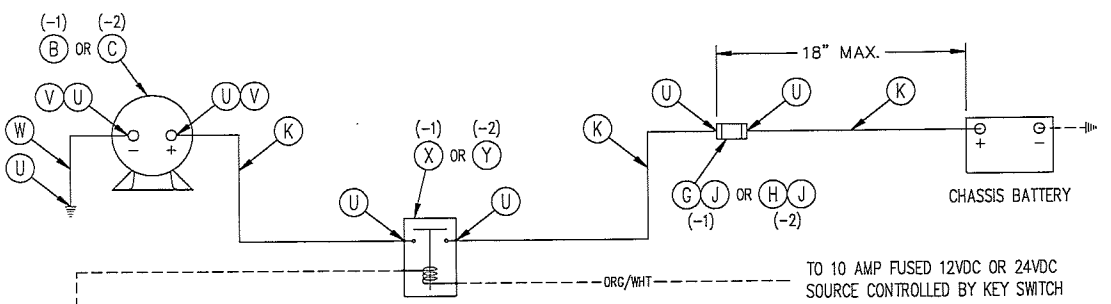 (-1) (-2)
B OR C
18" MAX.
V U
U V
U
U
K
W
K
K
(-1) (-2)
X OR Y
U
- +
+ -
U
U
G J OR H J
(-1) (-2)
CHASSIS BATTERY
ORG/WHT
TO 10 AMP FUSED 12VDC OR 24VDC
SOURCE CONTROLLED BY KEY SWITCH